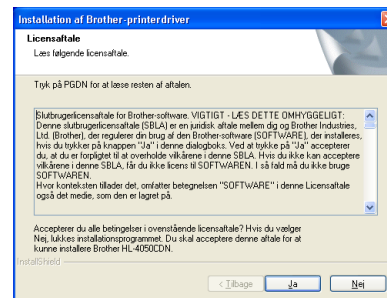 Installation af Brother-printerdriver
Licensaftale
Læs følgende licensaftale.
Tryk på PGDN for at læse resten af aftalen.
Slutbrugerlicensaftale for Brother-software. VIGTIGT - LÆS DETTE OMHYGGELIGT:
Denne slutbrugerlicensaftale (SBLA) er en juridisk aftale mellem dig og Brother Industries,
Ltd. (Brother), der regulerer din brug af den Brother-software (SOFTWARE), der installeres,
hvis du trykker på knappen "Ja" i denne dialogboks. Ved at trykke på "Ja" accepterer
du, at du er forpligtet til at overholde vilkårene i denne SBLA. Hvis du ikke kan acceptere
vilkårene i denne SBLA, får du ikke licens til SOFTWAREN. I så fald må du ikke bruge
SOFTWAREN.
Hvor konteksten tillader det, omfatter betegnelsen "SOFTWARE" i denne Licensaftale
også det medie, som den er lagret på.
Accepterer du alle betingelser i ovenstående licensaftale? Hvis du vælger
Nej, lukkes installationsprogrammet. Du skal acceptere denne aftale for at
kunne installere Brother HL-4050CDN.
InstallShield
< Tilbage
Ja
Nej